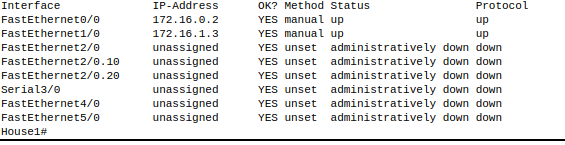 Interface              IP-Address      OK? Method Status                Protocol
FastEthernet0/0        172.16.0.2      YES manual up                    up
FastEthernet1/0        172.16.1.3      YES manual up                    up
FastEthernet2/0        unassigned      YES unset  administratively down down
FastEthernet2/0.10     unassigned      YES unset  administratively down down
FastEthernet2/0.20     unassigned      YES unset  administratively down down
Serial3/0              unassigned      YES unset  administratively down down
FastEthernet4/0        unassigned      YES unset  administratively down down
FastEthernet5/0        unassigned      YES unset  administratively down down
House1#